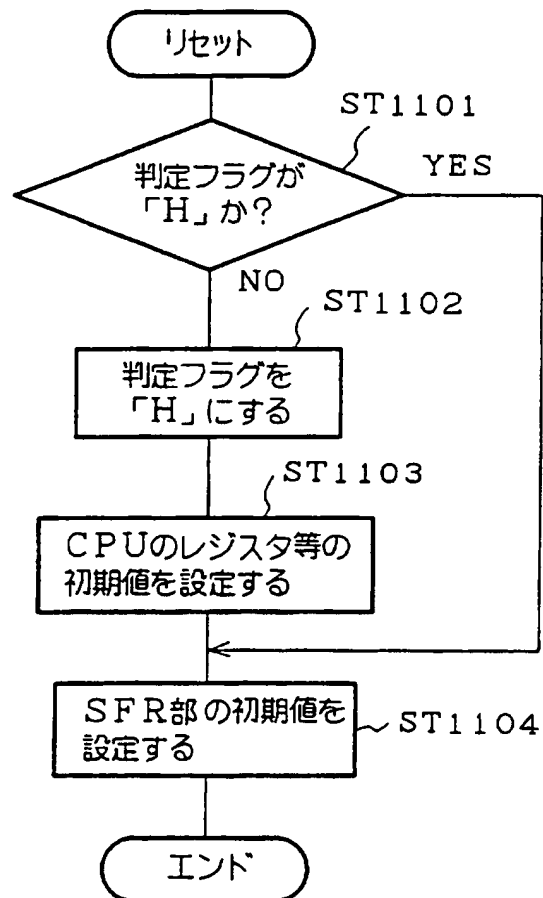 リセット
ST1101
判定フラグが
「H」か?
YES
NO
ST1102
判定フラグを
「H」にする
ST1103
CPUのレジスタ等の
初期値を設定する
SFR部の初期値を
設定する
ST1104
エンド